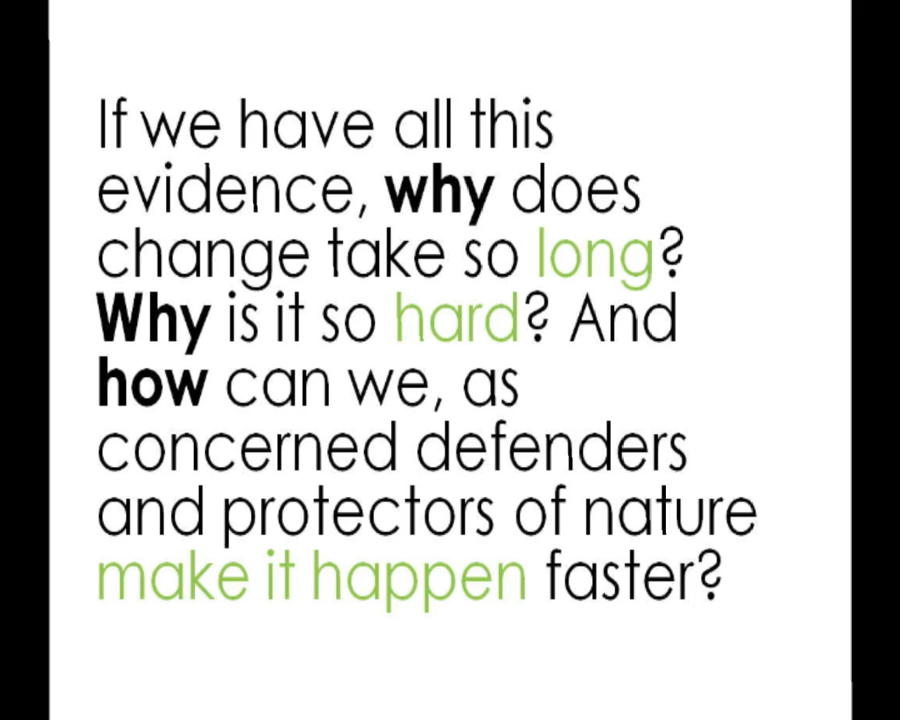 If we have all this
evidence, why does
change take so long?
Why is it so hard? And
how can we, as
concerned defenders
and protectors of nature
make it happen faster?